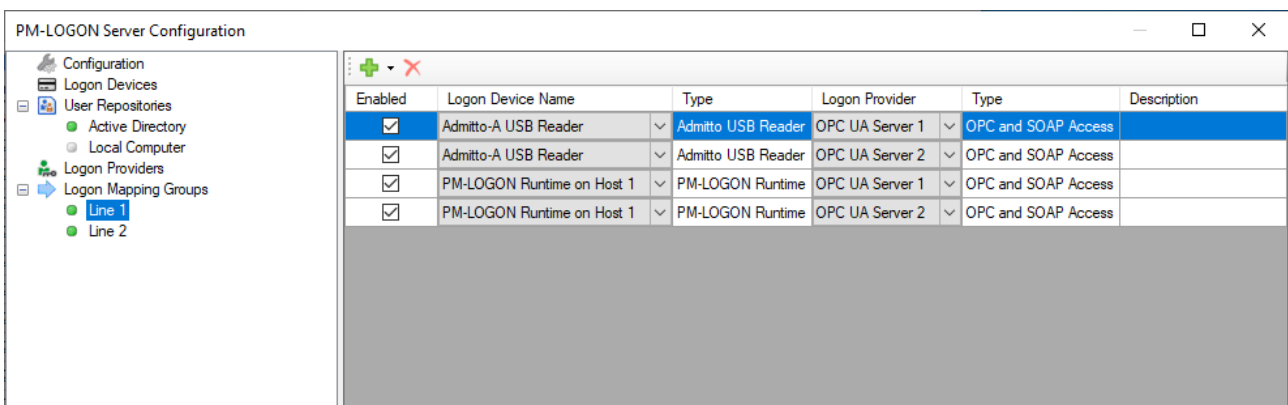 PM-LOGON Server Configuration
Configuration
Logon Devices
User Repositories
Active Directory
Local Computer
Logon Providers
Logon Mapping Groups
Line 1
Line 2
Enabled Logon Device Name Type Logon Provider Type Description
Admitto-A USB Reader Admitto USB Reader OPC UA Server 1 OPC and SOAP Access
Admitto-A USB Reader Admitto USB Reader OPC UA Server 2 OPC and SOAP Access
PM-LOGON Runtime on Host 1 PM-LOGON Runtime OPC UA Server 1 OPC and SOAP Access
PM-LOGON Runtime on Host 1 PM-LOGON Runtime OPC UA Server 2 OPC and SOAP Access